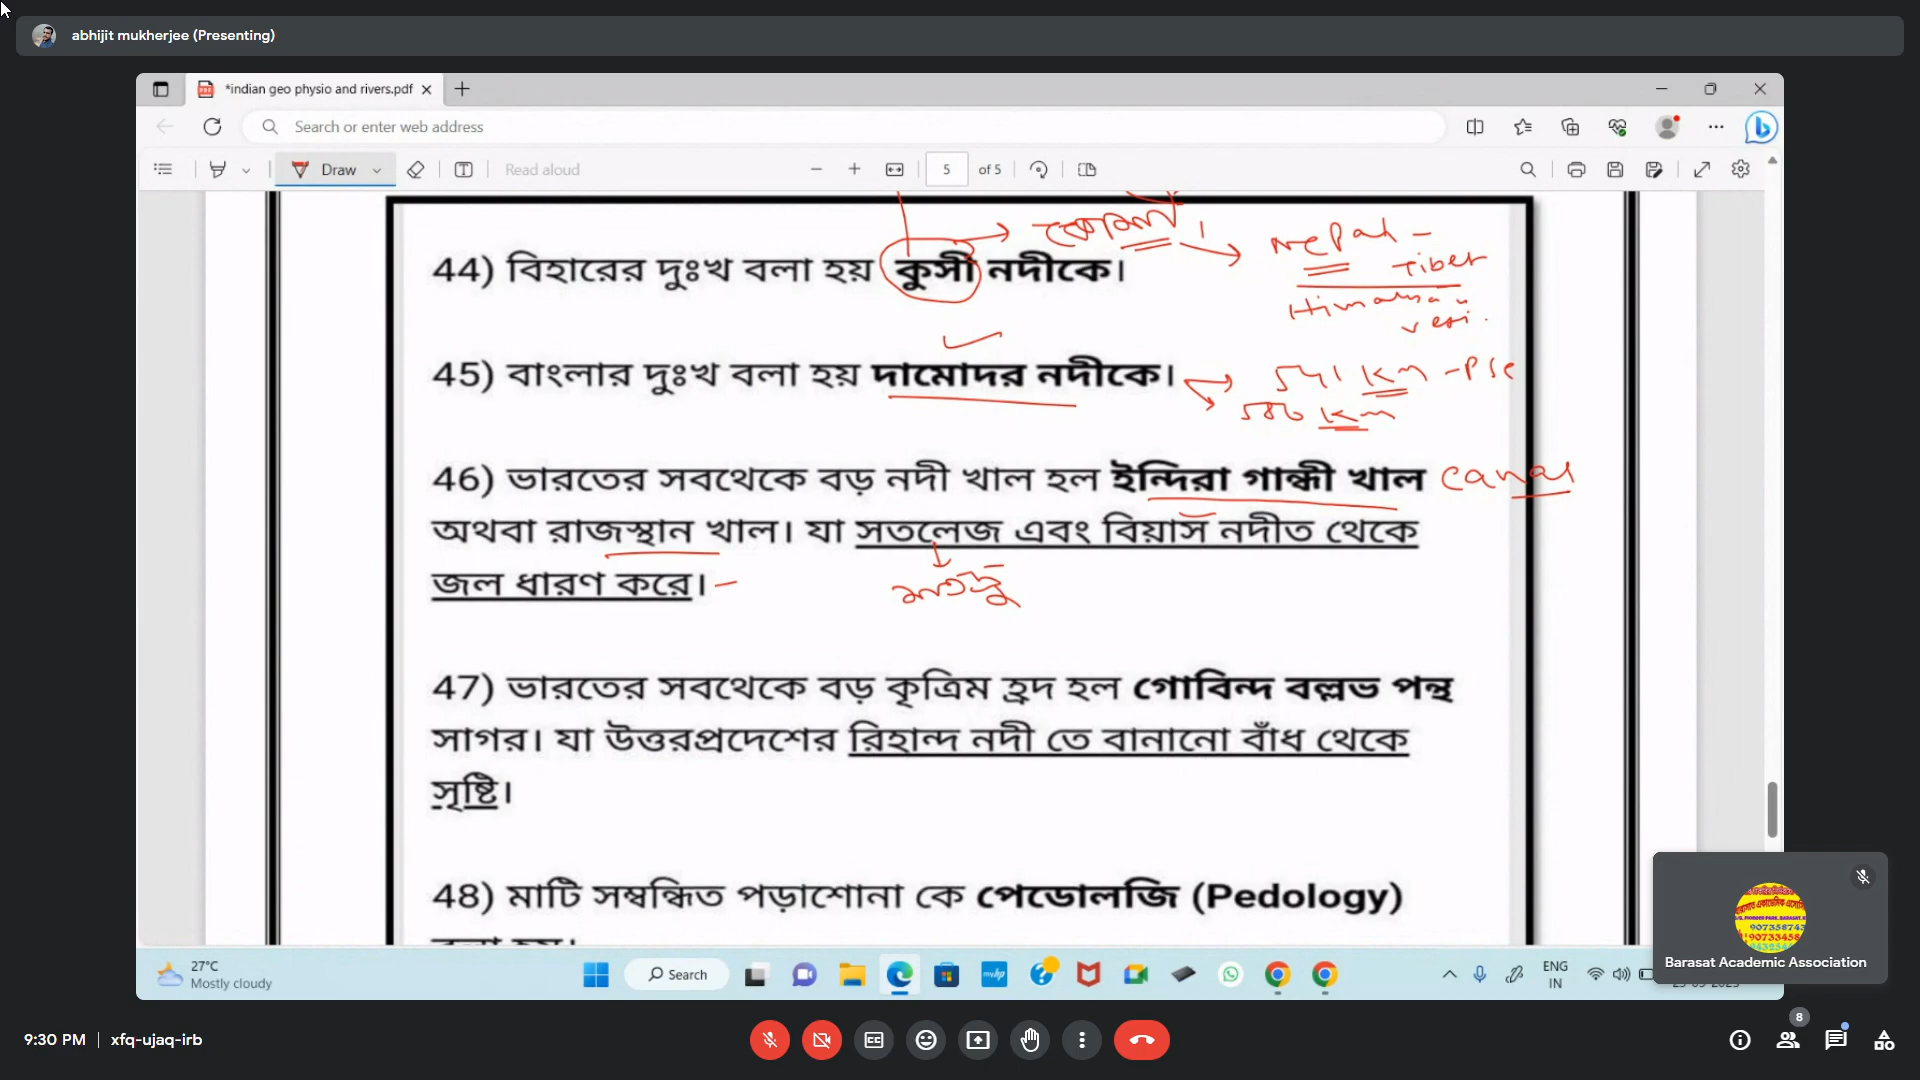 abhijit mukherjee (Presenting)
*indian geo physio and rivers.pdf
Search or enter web address
Draw
Read aloud
5 of 5
Nepal -
Tibet
44) বিহারের দুঃখ বলা হয় কুসী নদীকে।
45) বাংলার দুঃখ বলা হয় দামোদর নদীকে।
541 Km - PSC
Km
46) ভারতের সবথেকে বড় নদী খাল হল ইন্দিরা গান্ধী খাল canal
অথবা রাজস্থান খাল। যা সতলেজ এবং বিয়াস নদীত থেকে
জল ধারণ করে।
47) ভারতের সবথেকে বড় কৃত্রিম হ্রদ হল গোবিন্দ বল্লভ পন্থ
সাগর। যা উত্তরপ্রদেশের রিহান্দ নদী তে বানানো বাঁধ থেকে
সৃষ্টি।
48) মাটি সম্বন্ধিত পড়াশোনা কে পেডোলজি (Pedology)
Barasat Academic Association
27°C
Mostly cloudy
Search
ENG
IN
8
9:30 PM | xfq-ujaq-irb